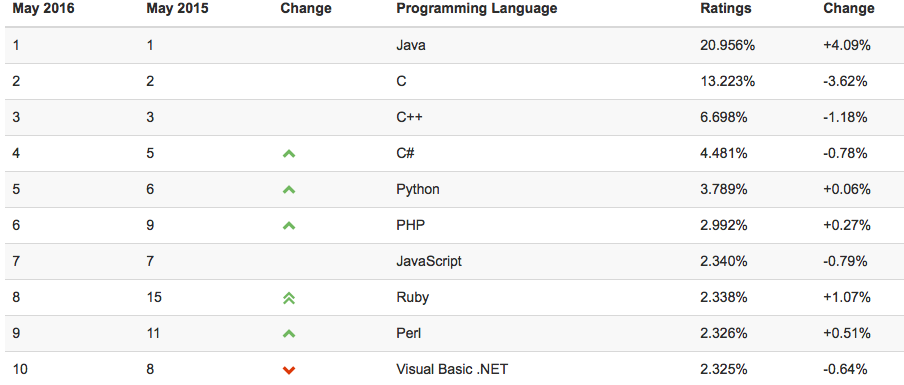 May 2016 May 2015 Change Programming Language Ratings Change
1 1 Java 20.956% +4.09%
2 2 C 13.223% -3.62%
3 3 C++ 6.698% -1.18%
4 5 C# 4.481% -0.78%
5 6 Python 3.789% +0.06%
6 9 PHP 2.992% +0.27%
7 7 JavaScript 2.340% -0.79%
8 15 Ruby 2.338% +1.07%
9 11 Perl 2.326% +0.51%
10 8 Visual Basic .NET 2.325% -0.64%